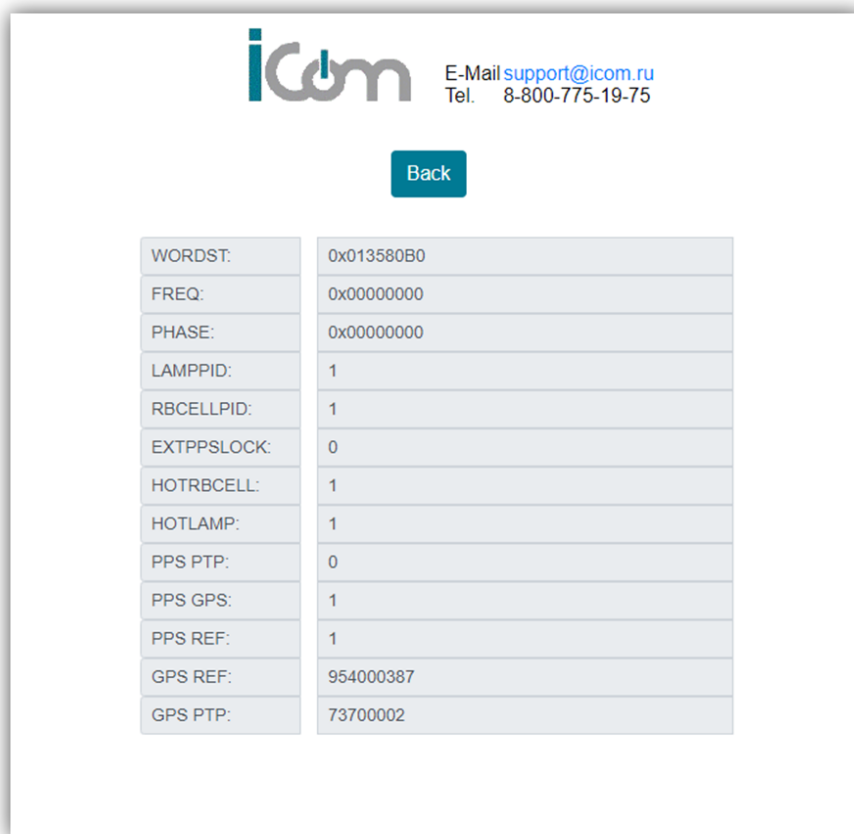 iCom
E-Mail support@icom.ru
Tel. 8-800-775-19-75
Back
WORDST: 0x013580B0
FREQ: 0x00000000
PHASE: 0x00000000
LAMPPID: 1
RBCELLPID: 1
EXTPPSLOCK: 0
HOTRBCELL: 1
HOTLAMP: 1
PPS PTP: 0
PPS GPS: 1
PPS REF: 1
GPS REF: 954000387
GPS PTP: 73700002